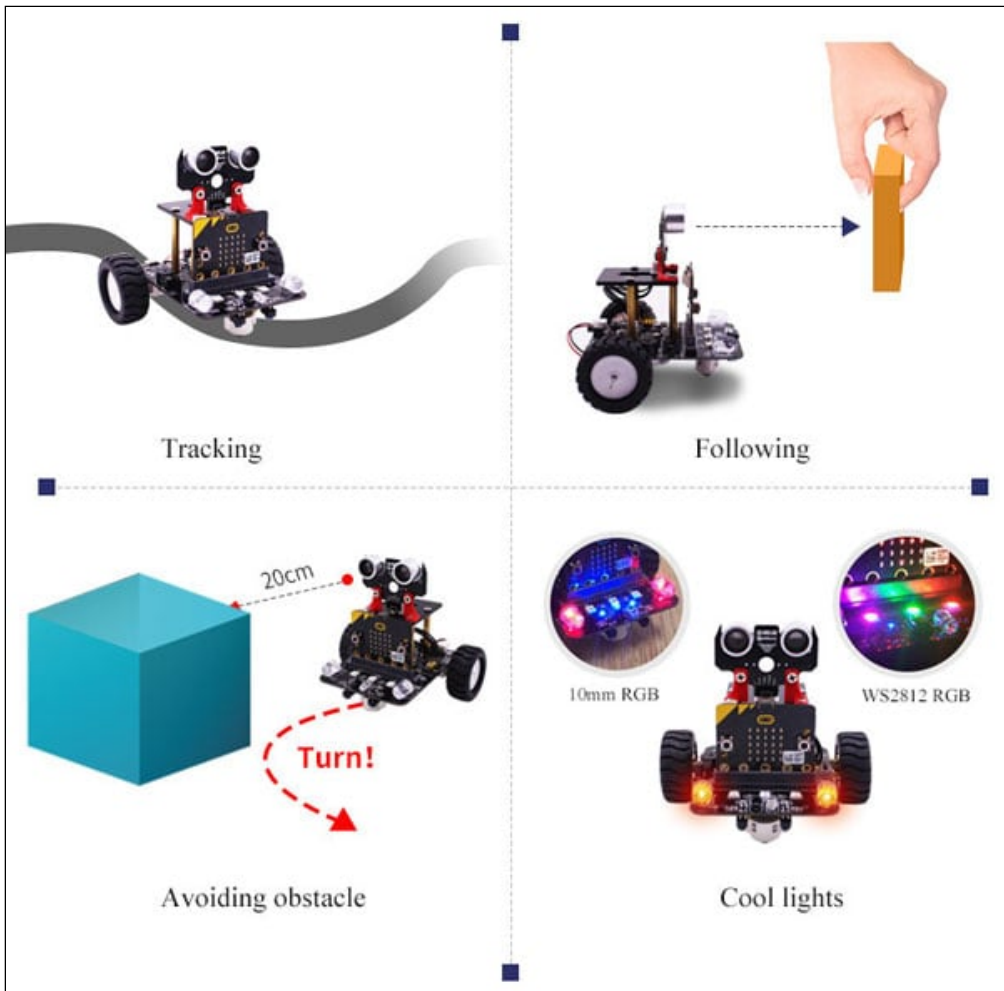 Tracking
Following
20cm
Turn!
Avoiding obstacle
10mm RGB
WS2812 RGB
Cool lights